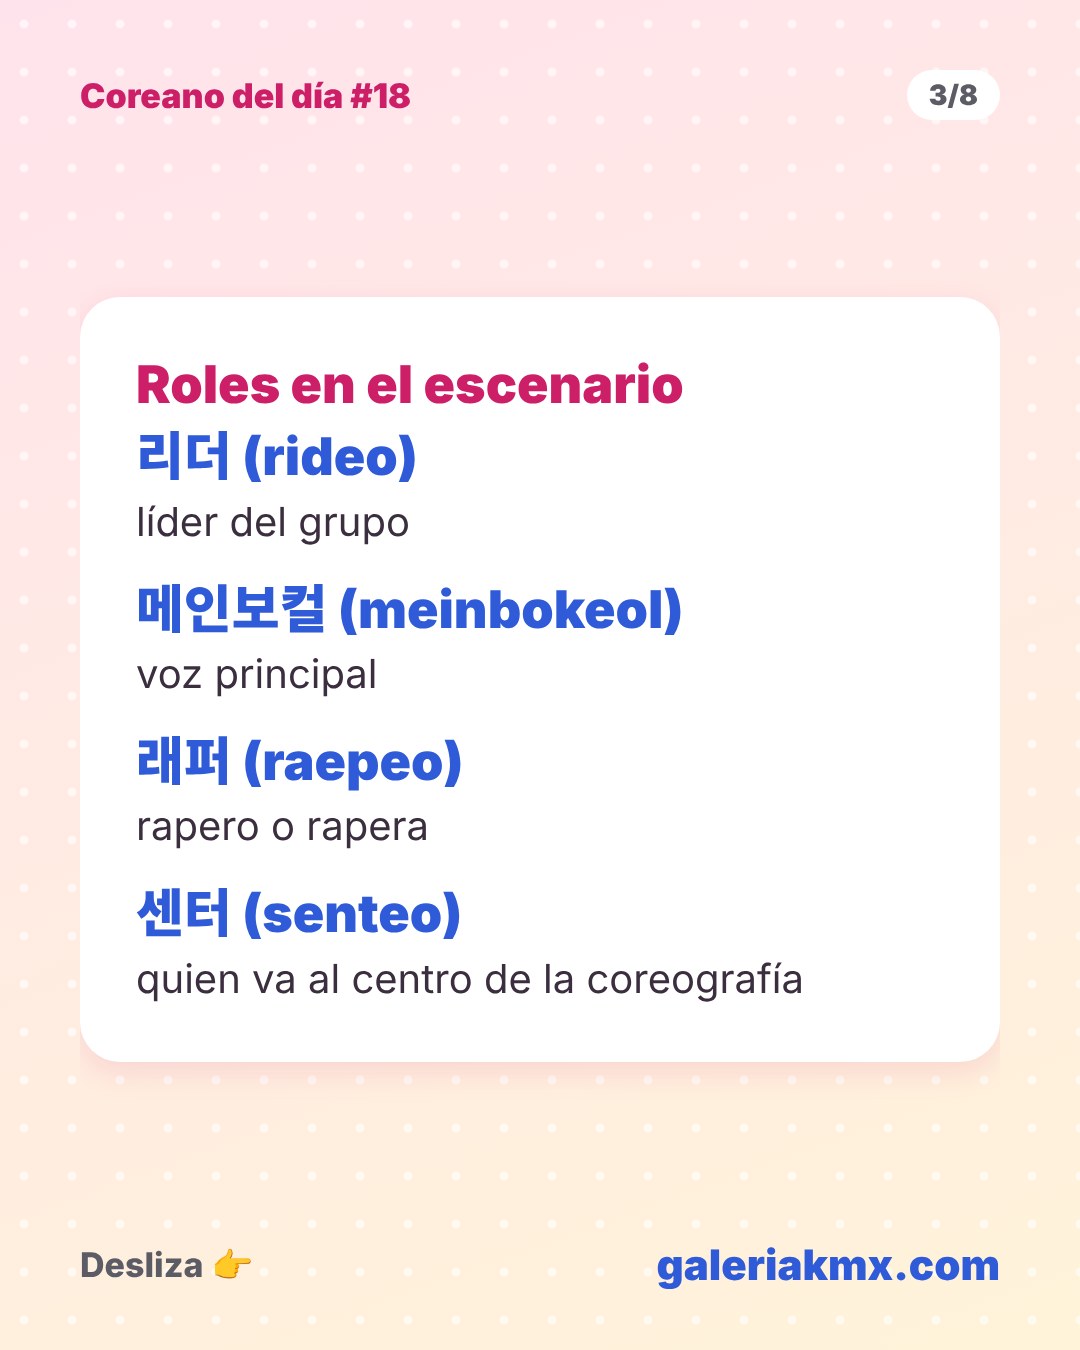 Coreano del día #18
3/8
Roles en el escenario
리더 (rideo)
líder del grupo
메인보컬 (meinbokeol)
voz principal
래퍼 (raepeo)
rapero o rapera
센터 (senteo)
quien va al centro de la coreografía
Desliza 👉
galeriakmx.com